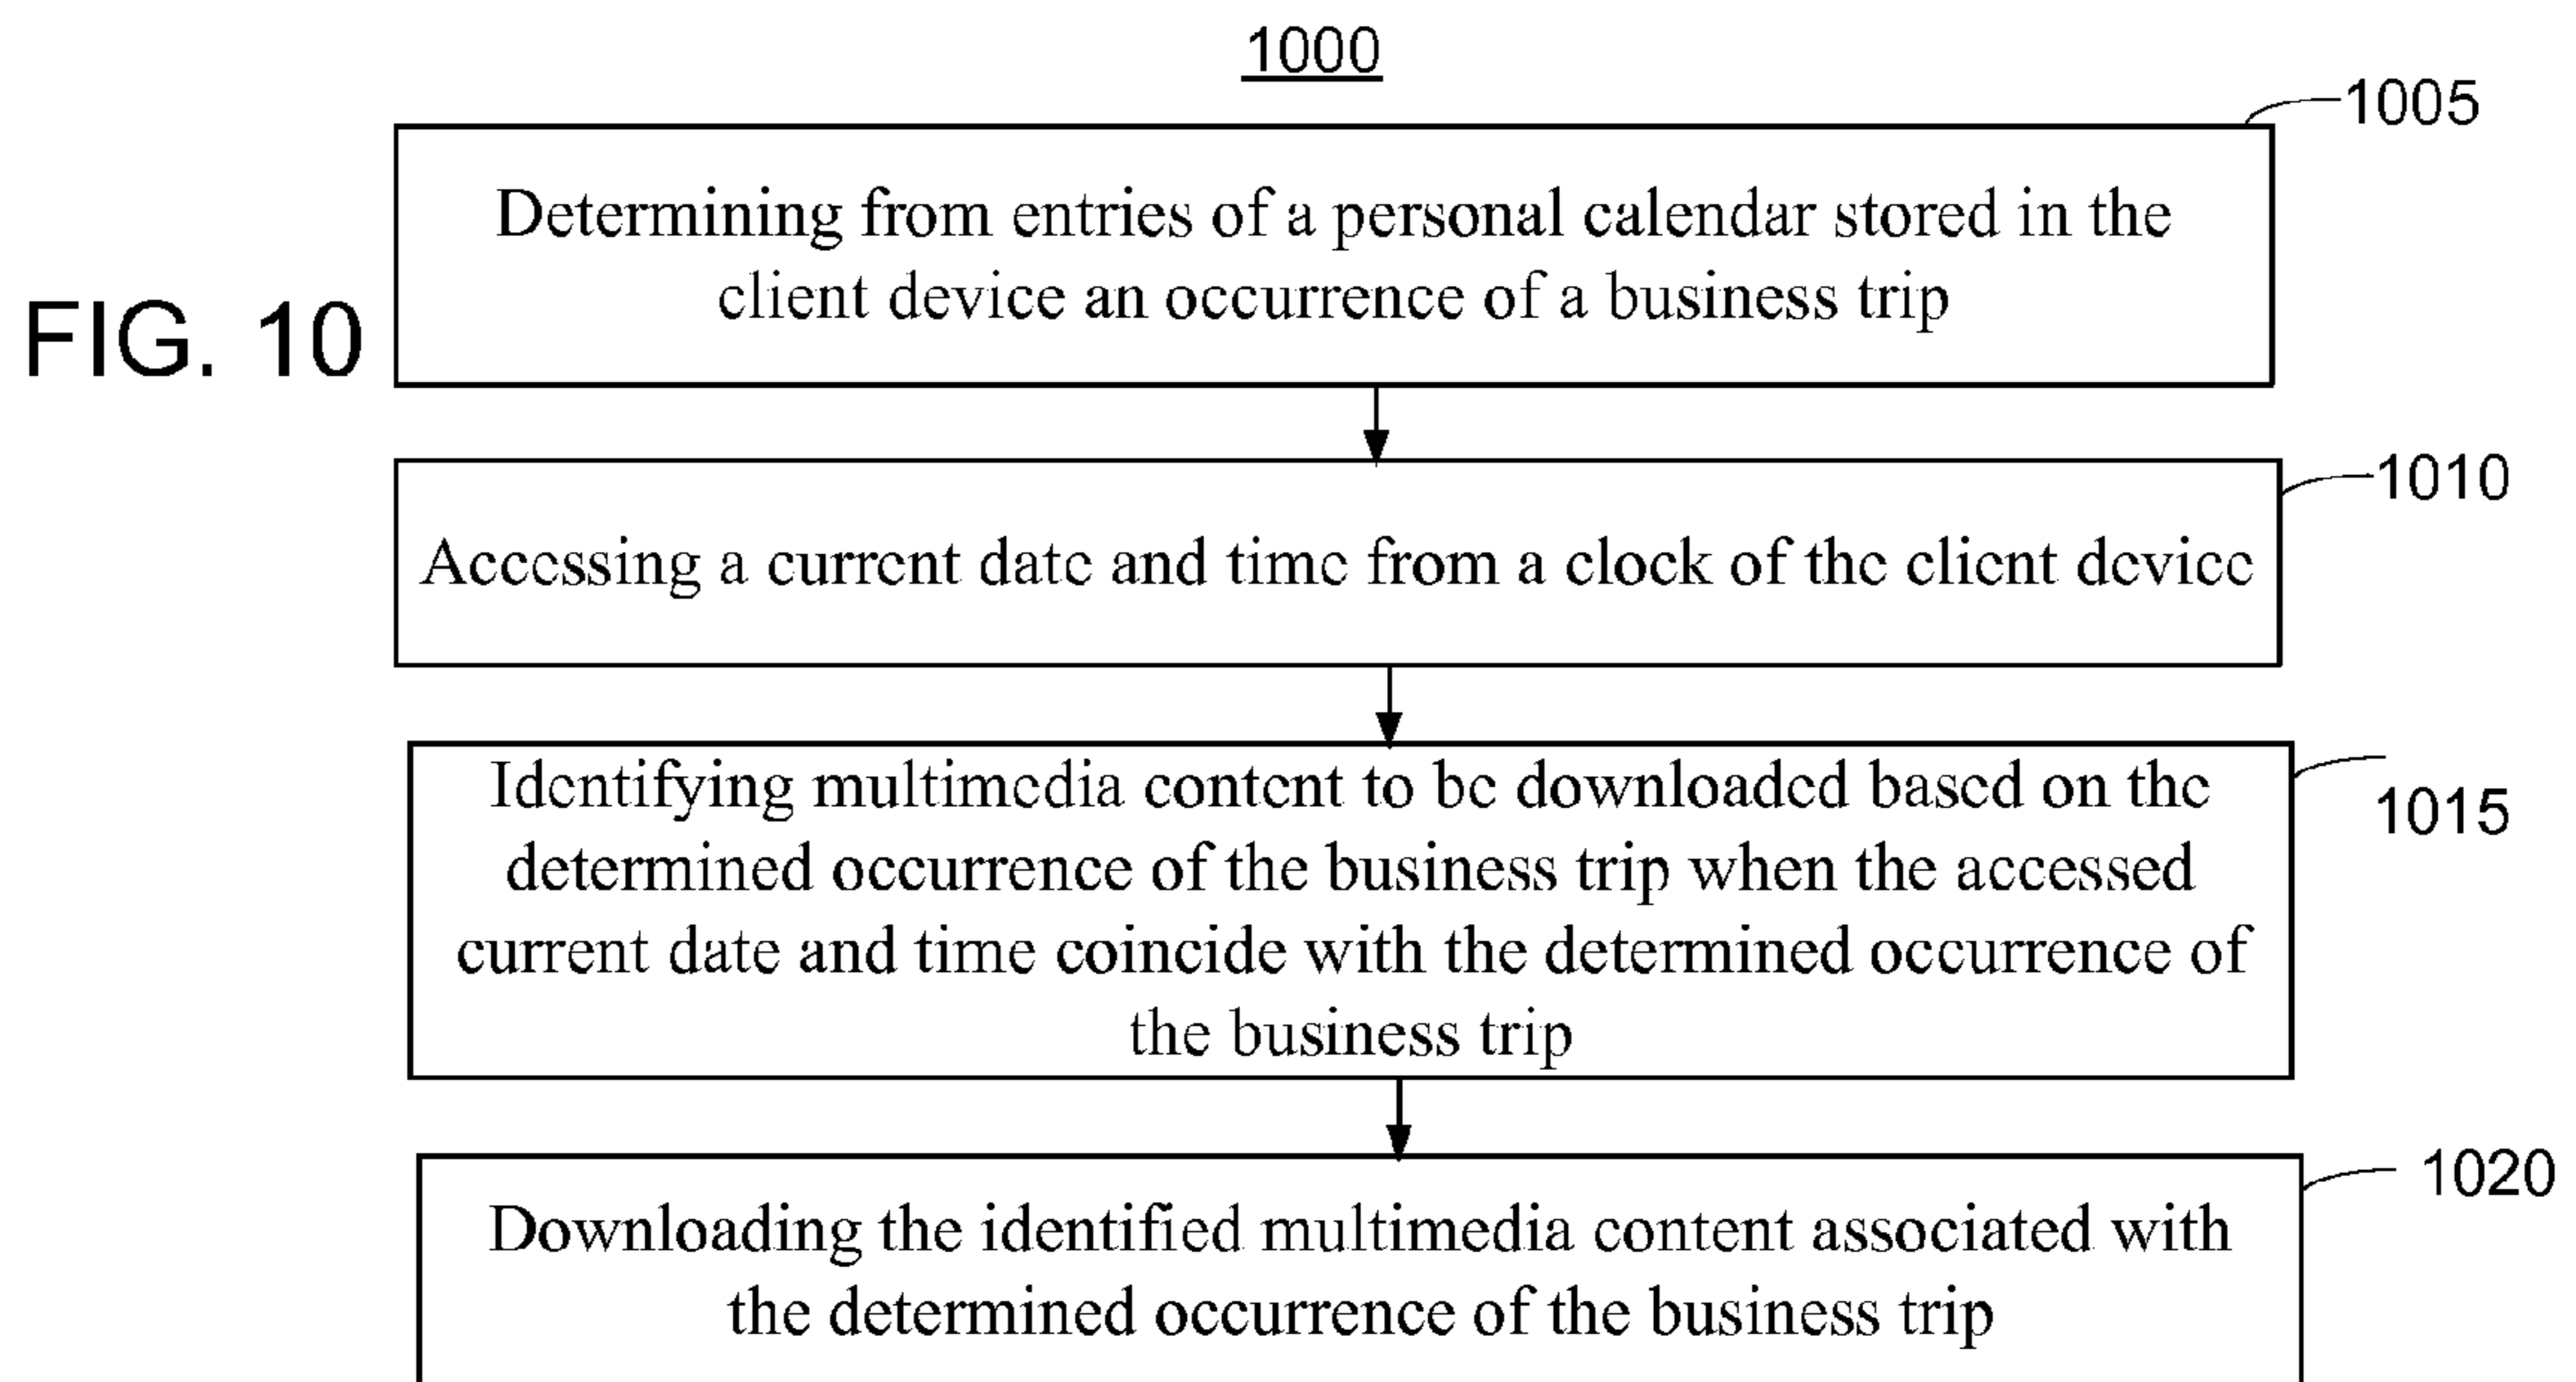 1000
1005
Determining from entries of a personal calendar stored in the
client device an occurrence of a business trip
FIG. 10
1010
Accessing a current date and time from a clock of the client device
Identifying multimedia content to be downloaded based on the
1015
determined occurrence of the business trip when the accessed
current date and time coincide with the determined occurrence of
the business trip
1020
Downloading the identified multimedia content associated with
the determined occurrence of the business trip